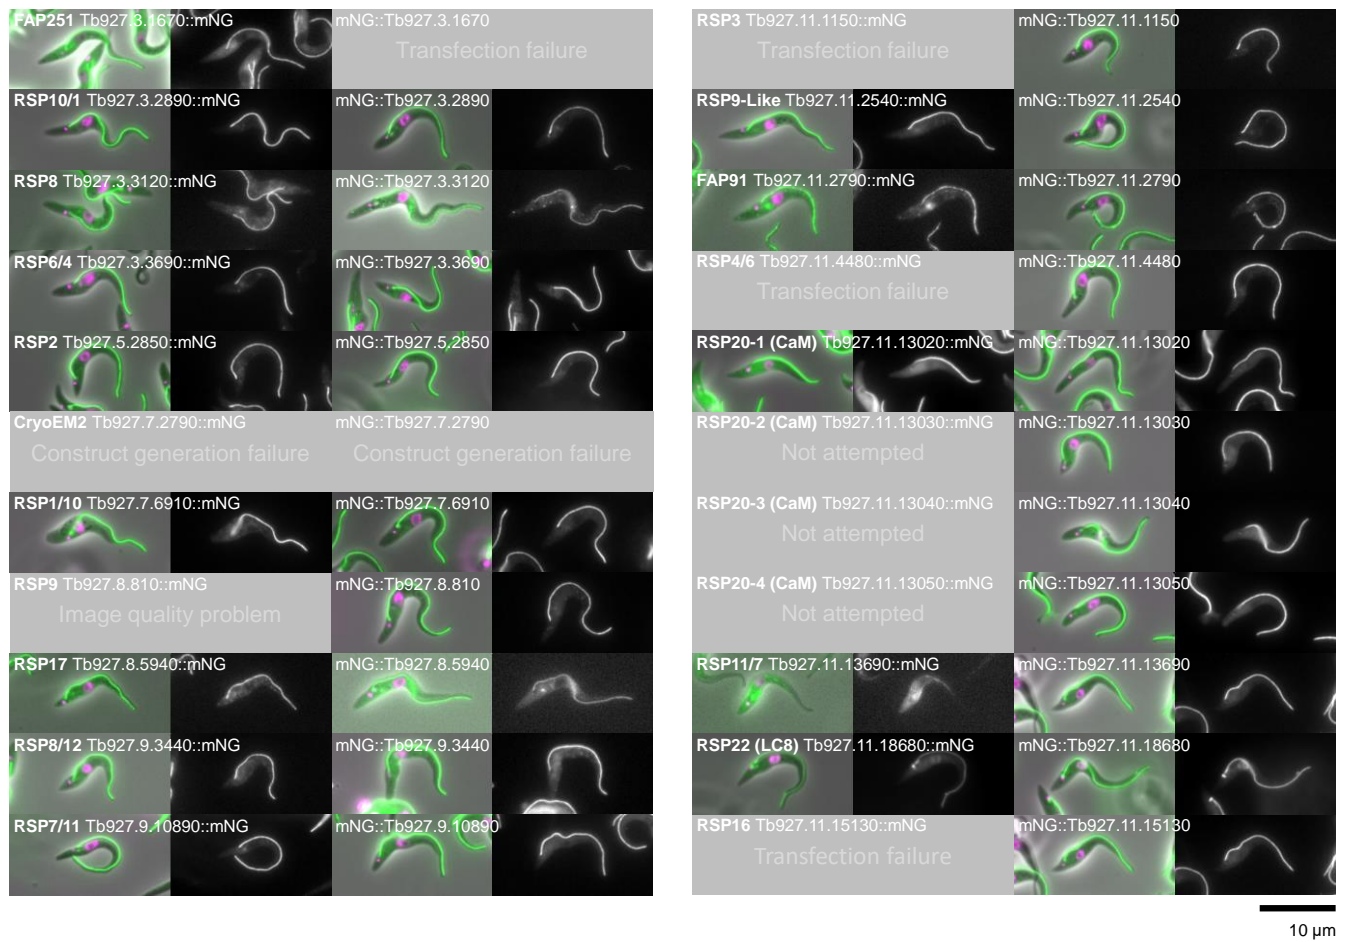 FAP251 Tb927.3.1670::mNG
mNG::Tb927.3.1670
Transfection failure
RSP10/1 Tb927.3.2890::mNG
mNG::Tb927.3.2890
RSP8 Tb927.3.3120::mNG
mNG::Tb927.3.3120
RSP6/4 Tb927.3.3690::mNG
mNG::Tb927.3.3690
RSP2 Tb927.5.2850::mNG
mNG::Tb927.5.2850
CryoEM2 Tb927.7.2790::mNG
mNG::Tb927.7.2790
Construct generation failure
Construct generation failure
RSP1/10 Tb927.7.6910::mNG
mNG::Tb927.7.6910
RSP9 Tb927.8.810::mNG
mNG::Tb927.8.810
Image quality problem
RSP17 Tb927.8.5940::mNG
mNG::Tb927.8.5940
RSP8/12 Tb927.9.3440::mNG
mNG::Tb927.9.3440
RSP7/11 Tb927.9.10890::mNG
mNG::Tb927.9.10890
RSP3 Tb927.11.1150::mNG
mNG::Tb927.11.1150
Transfection failure
RSP9-Like Tb927.11.2540::mNG
mNG::Tb927.11.2540
FAP91 Tb927.11.2790::mNG
mNG::Tb927.11.2790
RSP4/6 Tb927.11.4480::mNG
mNG::Tb927.11.4480
Transfection failure
RSP20-1 (CaM) Tb927.11.13020::mNG
mNG::Tb927.11.13020
RSP20-2 (CaM) Tb927.11.13030::mNG
mNG::Tb927.11.13030
Not attempted
RSP20-3 (CaM) Tb927.11.13040::mNG
mNG::Tb927.11.13040
Not attempted
RSP20-4 (CaM) Tb927.11.13050::mNG
mNG::Tb927.11.13050
Not attempted
RSP11/7 Tb927.11.13690::mNG
mNG::Tb927.11.13690
RSP22 (LC8) Tb927.11.18680::mNG
mNG::Tb927.11.18680
RSP16 Tb927.11.15130::mNG
mNG::Tb927.11.15130
Transfection failure
10 µm